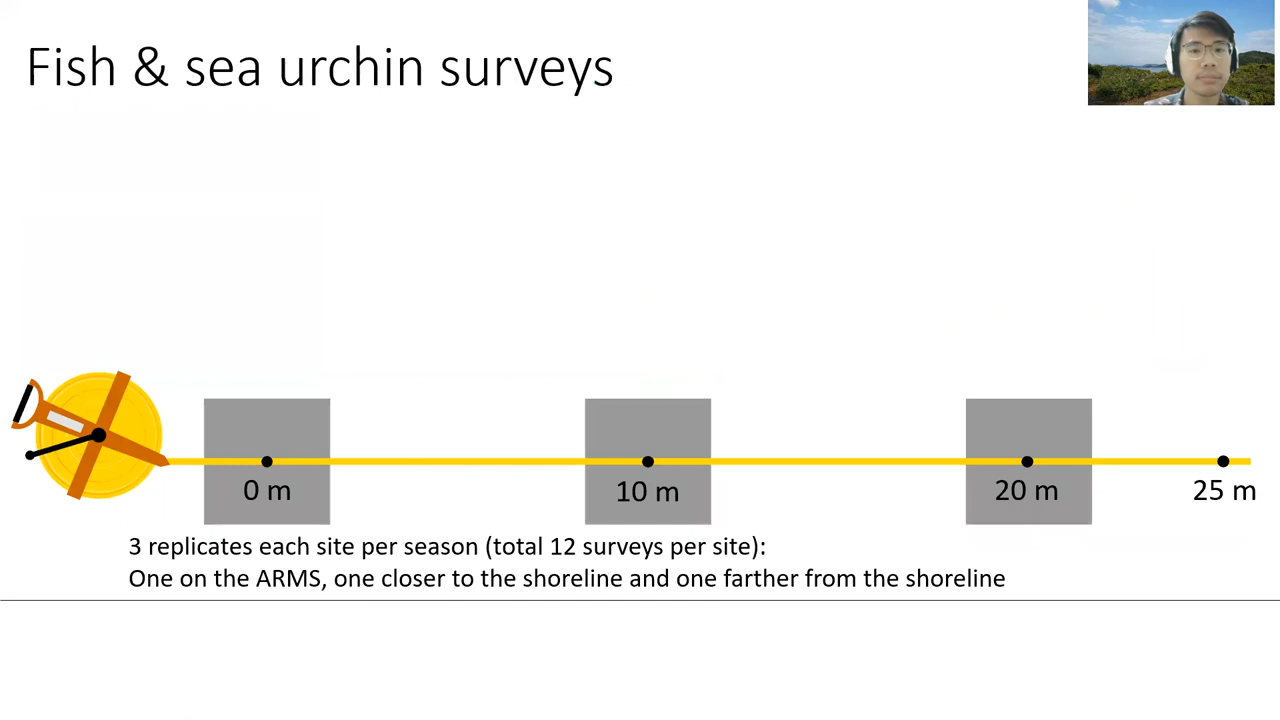 Fish & sea urchin surveys
0 m
10 m
20 m
25 m
3 replicates each site per season (total 12 surveys per site):
One on the ARMS, one closer to the shoreline and one farther from the shoreline